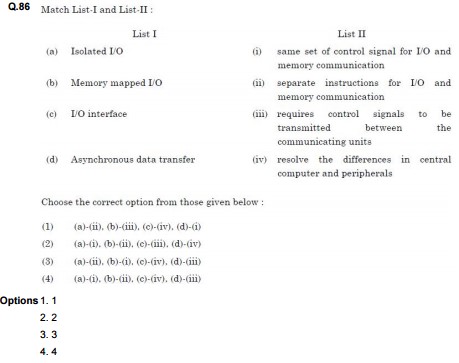 Q.86 Match List-I and List-II :
List I List II
(a) Isolated I/O (i) same set of control signal for I/O and
memory communication
(b) Memory mapped I/O (ii) separate instructions for I/O and
memory communication
(c) I/O interface (iii) requires control signals to be
transmitted between the
communicating units
(d) Asynchronous data transfer (iv) resolve the differences in central
computer and peripherals
Choose the correct option from those given below :
(1) (a)-(ii), (b)-(iii), (c)-(iv), (d)-(i)
(2) (a)-(i), (b)-(ii), (c)-(iii), (d)-(iv)
(3) (a)-(ii), (b)-(i), (c)-(iv), (d)-(iii)
(4) (a)-(i), (b)-(ii), (c)-(iv), (d)-(iii)
Options 1. 1
2. 2
3. 3
4. 4